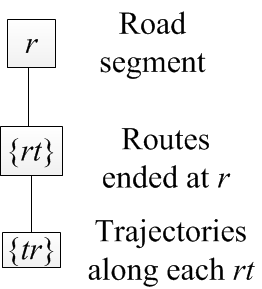 r
Road
segment
{rt}
Routes
ended at r
{tr}
Trajectories
along each rt